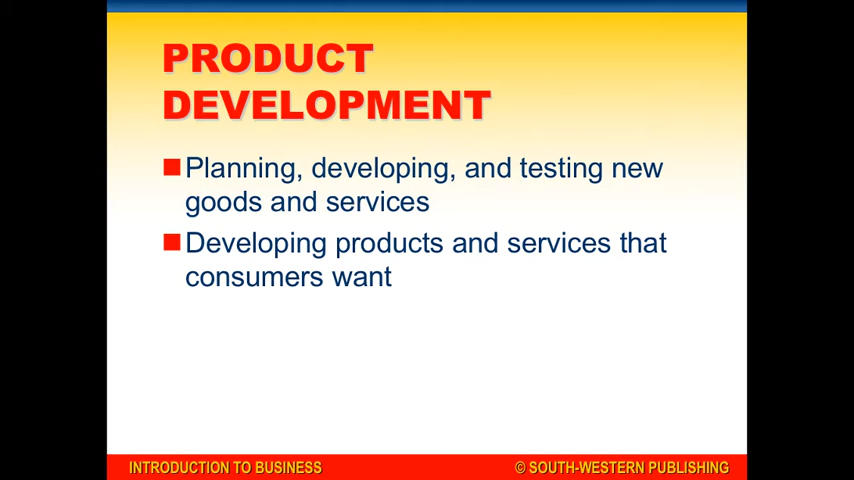 PRODUCT
DEVELOPMENT
Planning, developing, and testing new
goods and services
Developing products and services that
consumers want
INTRODUCTION TO BUSINESS
© SOUTH-WESTERN PUBLISHING